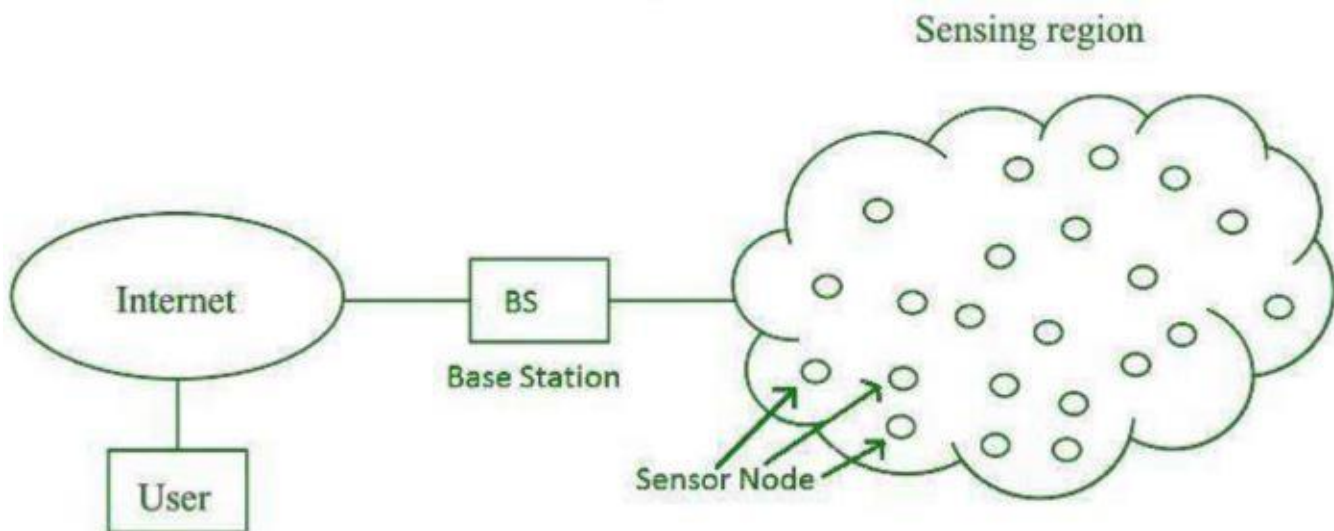 Sensing region
Internet
BS
Base Station
Sensor Node
User